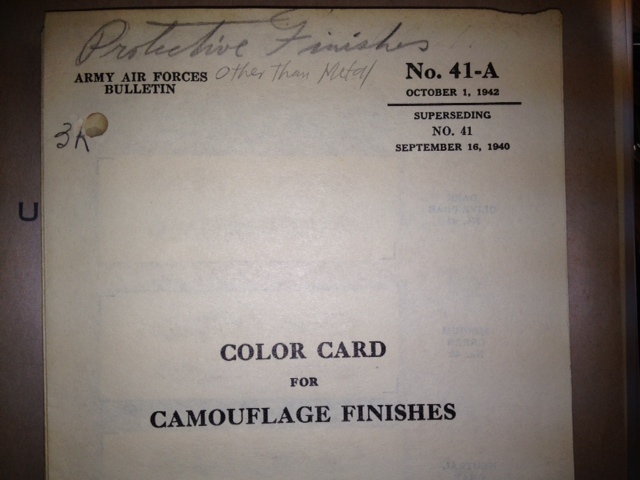 Protective Finishes
Other Than Metal
ARMY AIR FORCES
BULLETIN
No. 41-A
OCTOBER 1, 1942
SUPERSEDING
NO. 41
SEPTEMBER 16, 1940
3K
U
COLOR CARD
FOR
CAMOUFLAGE FINISHES